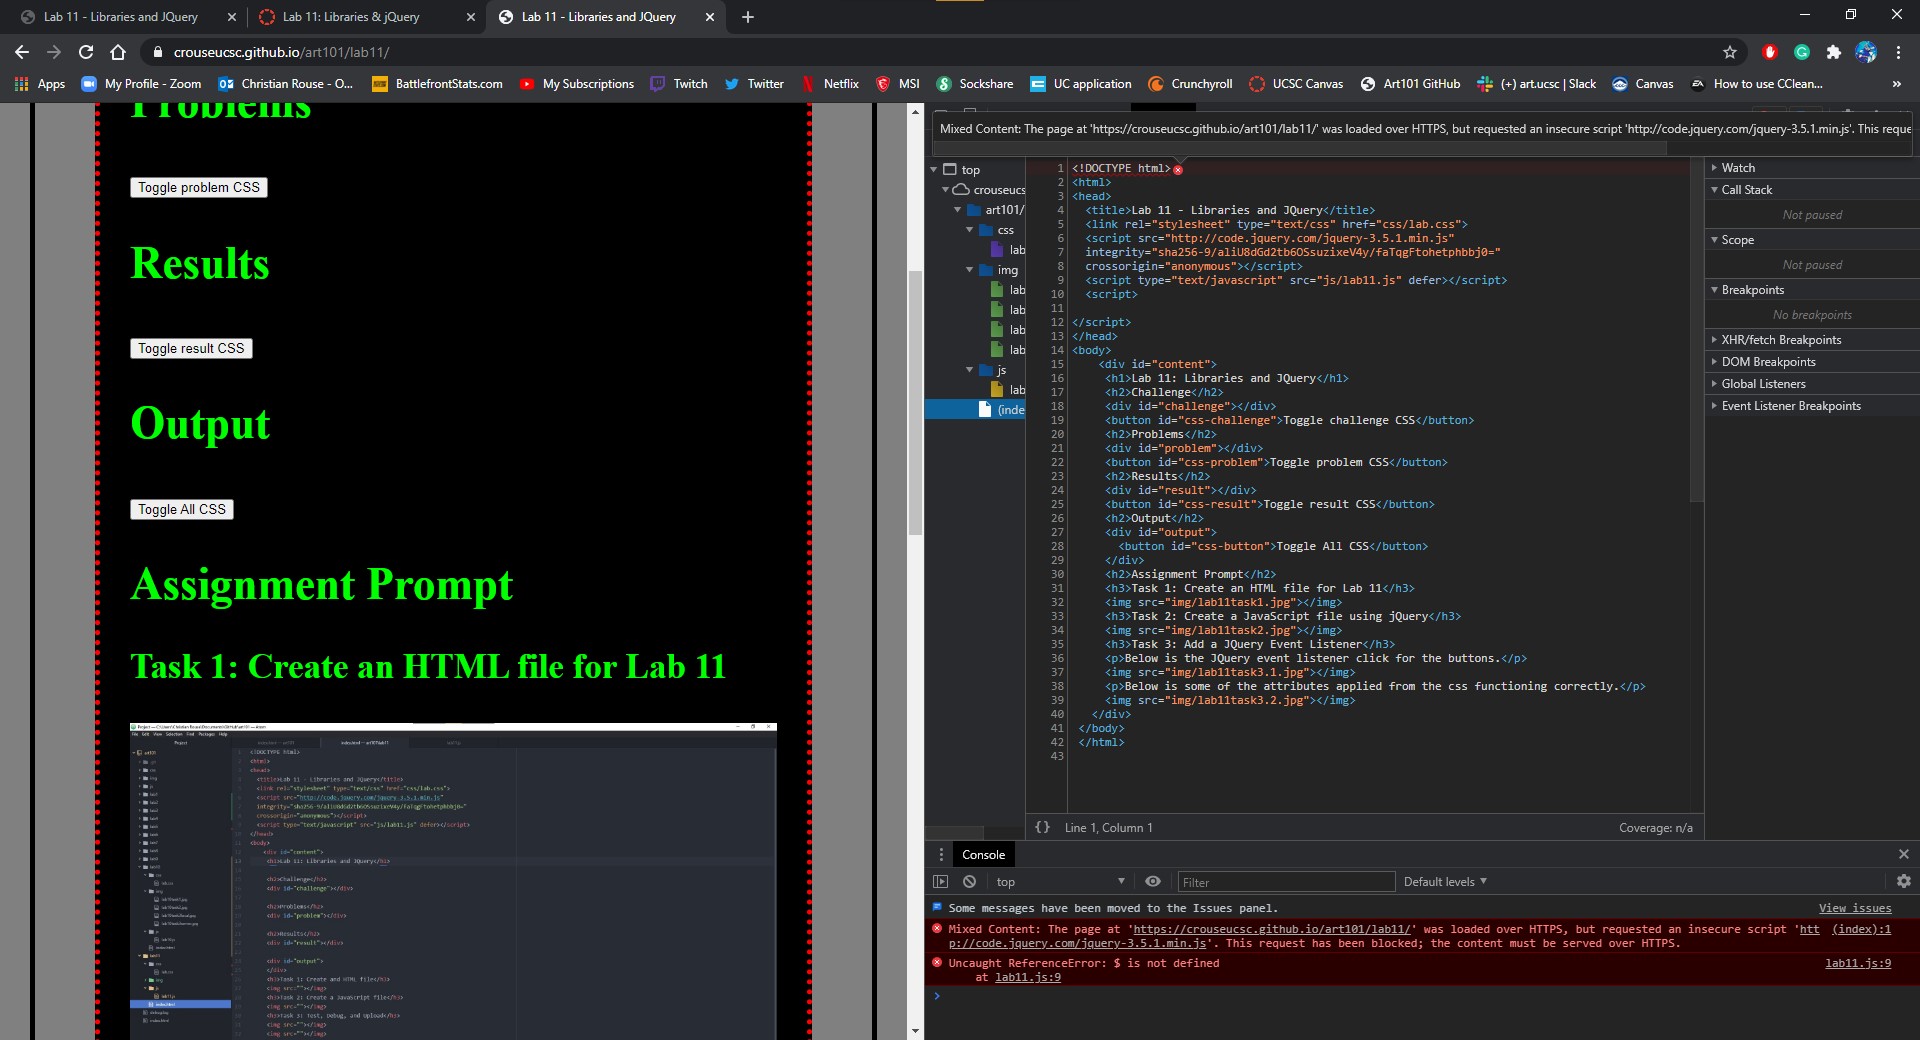 Lab 11 - Libraries and JQuery
Lab 11: Libraries & jQuery
Lab 11 - Libraries and JQuery
crouseucsc.github.io/art101/lab11/
Apps
My Profile - Zoom
Christian Rouse - O...
BattlefrontStats.com
My Subscriptions
Twitch
Twitter
Netflix
MSI
Sockshare
UC application
Crunchyroll
UCSC Canvas
Art101 GitHub
(+) art.ucsc | Slack
Canvas
How to use CClean...
»
Problems
Toggle problem CSS
Results
Toggle result CSS
Output
Toggle All CSS
Assignment Prompt
Task 1: Create an HTML file for Lab 11
Mixed Content: The page at 'https://crouseucsc.github.io/art101/lab11/' was loaded over HTTPS, but requested an insecure script 'http://code.jquery.com/jquery-3.5.1.min.js'. This reque
top
crouseucs
art101/
css
lab
img
lab
lab
lab
lab
js
lab
(inde
1 <!DOCTYPE html>
2 <html>
3 <head>
4 <title>Lab 11 - Libraries and JQuery</title>
5 <link rel="stylesheet" type="text/css" href="css/lab.css">
6 <script src="http://code.jquery.com/jquery-3.5.1.min.js"
7 integrity="sha256-9/aliU8dGd2tb6OSsuzixeV4y/faTqgFtohetphbbj0="
8 crossorigin="anonymous"></script>
9 <script type="text/javascript" src="js/lab11.js" defer></script>
10 <script>
11
12 </script>
13 </head>
14 <body>
15 <div id="content">
16 <h1>Lab 11: Libraries and JQuery</h1>
17 <h2>Challenge</h2>
18 <div id="challenge"></div>
19 <button id="css-challenge">Toggle challenge CSS</button>
20 <h2>Problems</h2>
21 <div id="problem"></div>
22 <button id="css-problem">Toggle problem CSS</button>
23 <h2>Results</h2>
24 <div id="result"></div>
25 <button id="css-result">Toggle result CSS</button>
26 <h2>Output</h2>
27 <div id="output">
28 <button id="css-button">Toggle All CSS</button>
29 </div>
30 <h2>Assignment Prompt</h2>
31 <h3>Task 1: Create an HTML file for Lab 11</h3>
32 <img src="img/lab11task1.jpg"></img>
33 <h3>Task 2: Create a JavaScript file using jQuery</h3>
34 <img src="img/lab11task2.jpg"></img>
35 <h3>Task 3: Add a JQuery Event Listener</h3>
36 <p>Below is the JQuery event listener click for the buttons.</p>
37 <img src="img/lab11task3.1.jpg"></img>
38 <p>Below is some of the attributes applied from the css functioning correctly.</p>
39 <img src="img/lab11task3.2.jpg"></img>
40 </div>
41 </body>
42 </html>
43
{} Line 1, Column 1
Coverage: n/a
Watch
Call Stack
Not paused
Scope
Not paused
Breakpoints
No breakpoints
XHR/fetch Breakpoints
DOM Breakpoints
Global Listeners
Event Listener Breakpoints
Console
top
Filter
Default levels
Some messages have been moved to the Issues panel.
View issues
Mixed Content: The page at 'https://crouseucsc.github.io/art101/lab11/' was loaded over HTTPS, but requested an insecure script 'htt (index):1
p://code.jquery.com/jquery-3.5.1.min.js'. This request has been blocked; the content must be served over HTTPS.
Uncaught ReferenceError: $ is not defined
lab11.js:9
at lab11.js:9